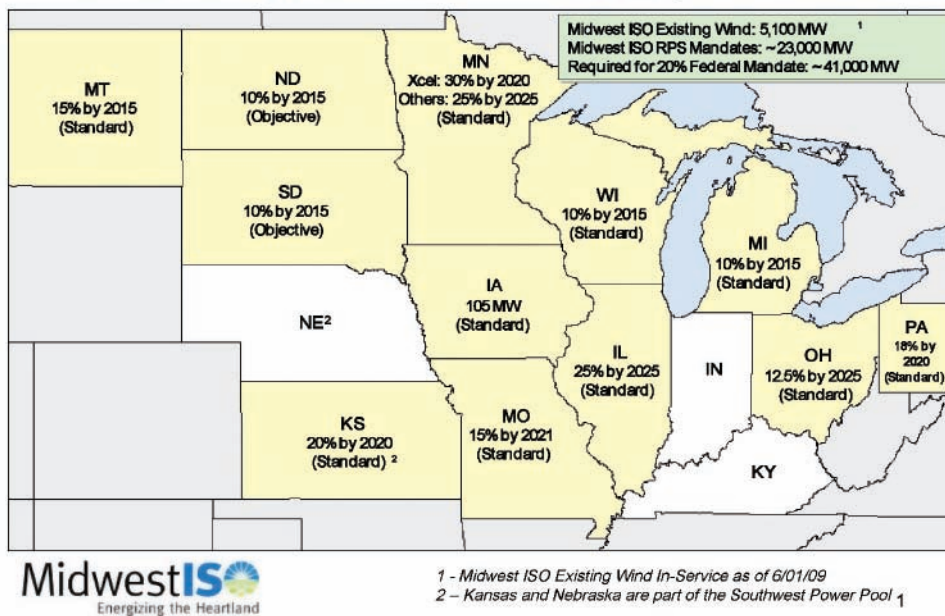 Midwest ISO Existing Wind: 5,100 MW 1
Midwest ISO RPS Mandates: ~23,000 MW
Required for 20% Federal Mandate: ~41,000 MW
MT
15% by 2015
(Standard)
ND
10% by 2015
(Objective)
MN
Xcel: 30% by 2020
Others: 25% by 2025
(Standard)
SD
10% by 2015
(Objective)
WI
10% by 2015
(Standard)
MI
10% by 2015
(Standard)
NE²
IA
105 MW
(Standard)
IL
25% by 2025
(Standard)
IN
OH
12.5% by 2025
(Standard)
PA
18% by
2020
(Standard)
KS
20% by 2020
(Standard) ²
MO
15% by 2021
(Standard)
KY
MidwestISO
Energizing the Heartland
1 - Midwest ISO Existing Wind In-Service as of 6/01/09
2 – Kansas and Nebraska are part of the Southwest Power Pool 1